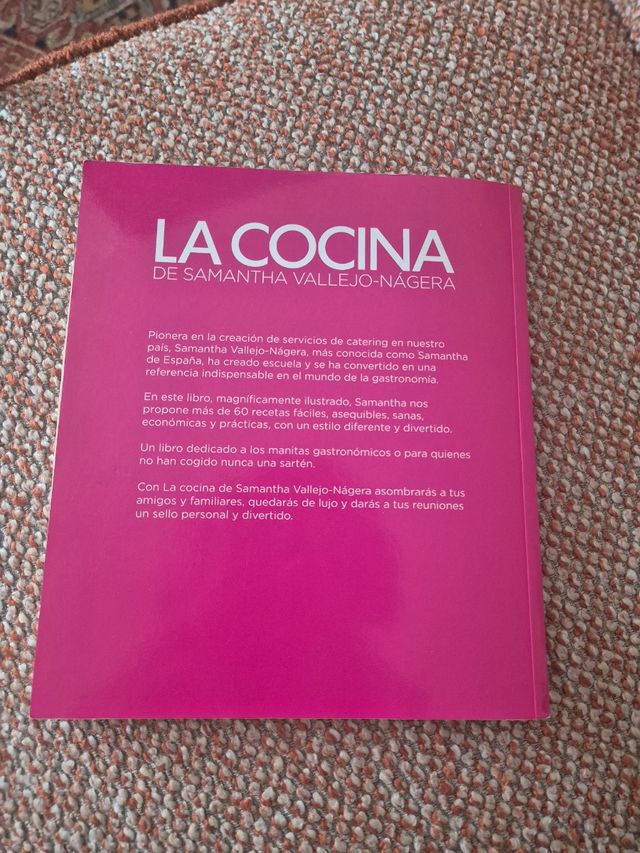 LA COCINA
DE SAMANTHA VALLEJO-NÁGERA
Pionera en la creación de servicios de catering en nuestro
país, Samantha Vallejo-Nágera, más conocida como Samantha
de España, ha creado escuela y se ha convertido en una
referencia indispensable en el mundo de la gastronomía.
En este libro, magníficamente ilustrado, Samantha nos
propone más de 60 recetas fáciles, asequibles, sanas,
económicas y prácticas, con un estilo diferente y divertido.
Un libro dedicado a los manitas gastronómicos o para quienes
no han cogido nunca una sartén.
Con La cocina de Samantha Vallejo-Nágera asombrarás a tus
amigos y familiares, quedarás de lujo y darás a tus reuniones
un sello personal y divertido.